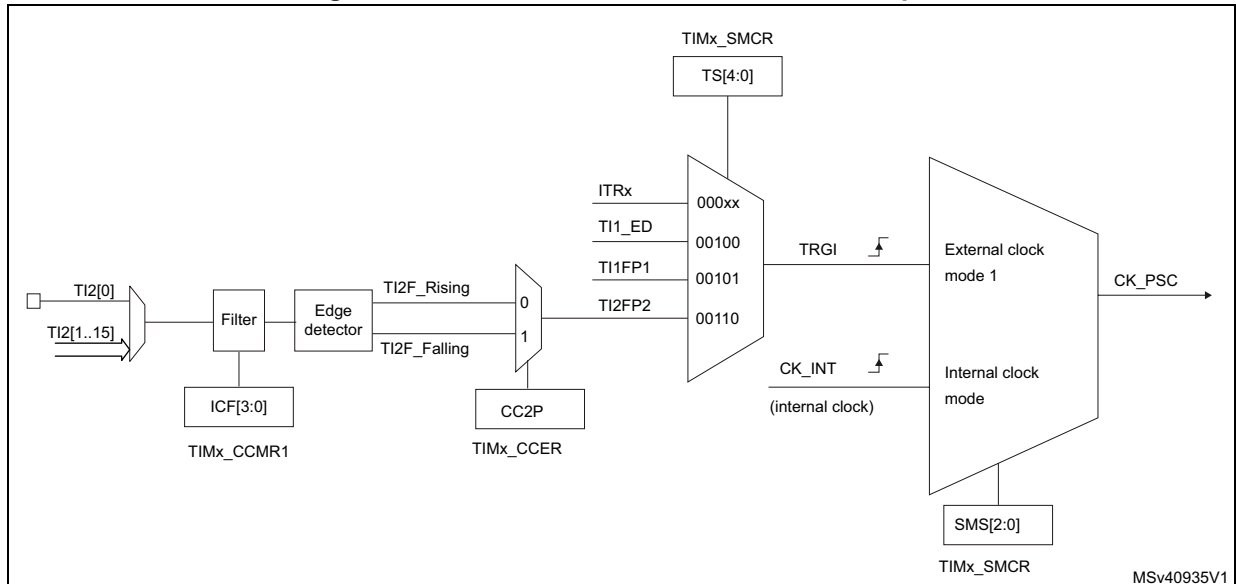 TIMx_SMCR
TS[4:0]
ITRx
000xx
TI1_ED
00100
TI1FP1
00101
TI2FP2
00110
TRGI
External clock
mode 1
CK_PSC
TI2[0]
TI2[1..15]
Filter
Edge
detector
TI2F_Rising
0
TI2F_Falling
1
CK_INT
(internal clock)
Internal clock
mode
ICF[3:0]
TIMx_CCMR1
CC2P
TIMx_CCER
SMS[2:0]
TIMx_SMCR
MSv40935V1